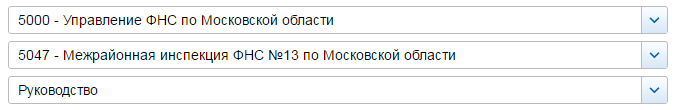 5000 - Управление ФНС по Московской области
5047 - Межрайонная инспекция ФНС №13 по Московской области
Руководство